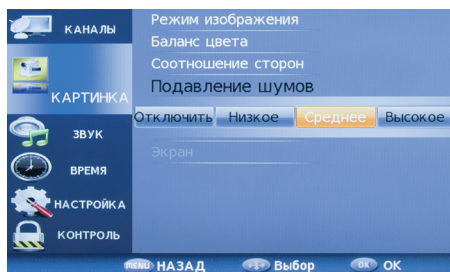 КАНАЛЫ
КАРТИНКА
ЗВУК
ВРЕМЯ
НАСТРОЙКА
КОНТРОЛЬ
Режим изображения
Баланс цвета
Соотношение сторон
Подавление шумов
Отключить Низкое Среднее Высокое
Экран
MENU НАЗАД Выбор OK ОК